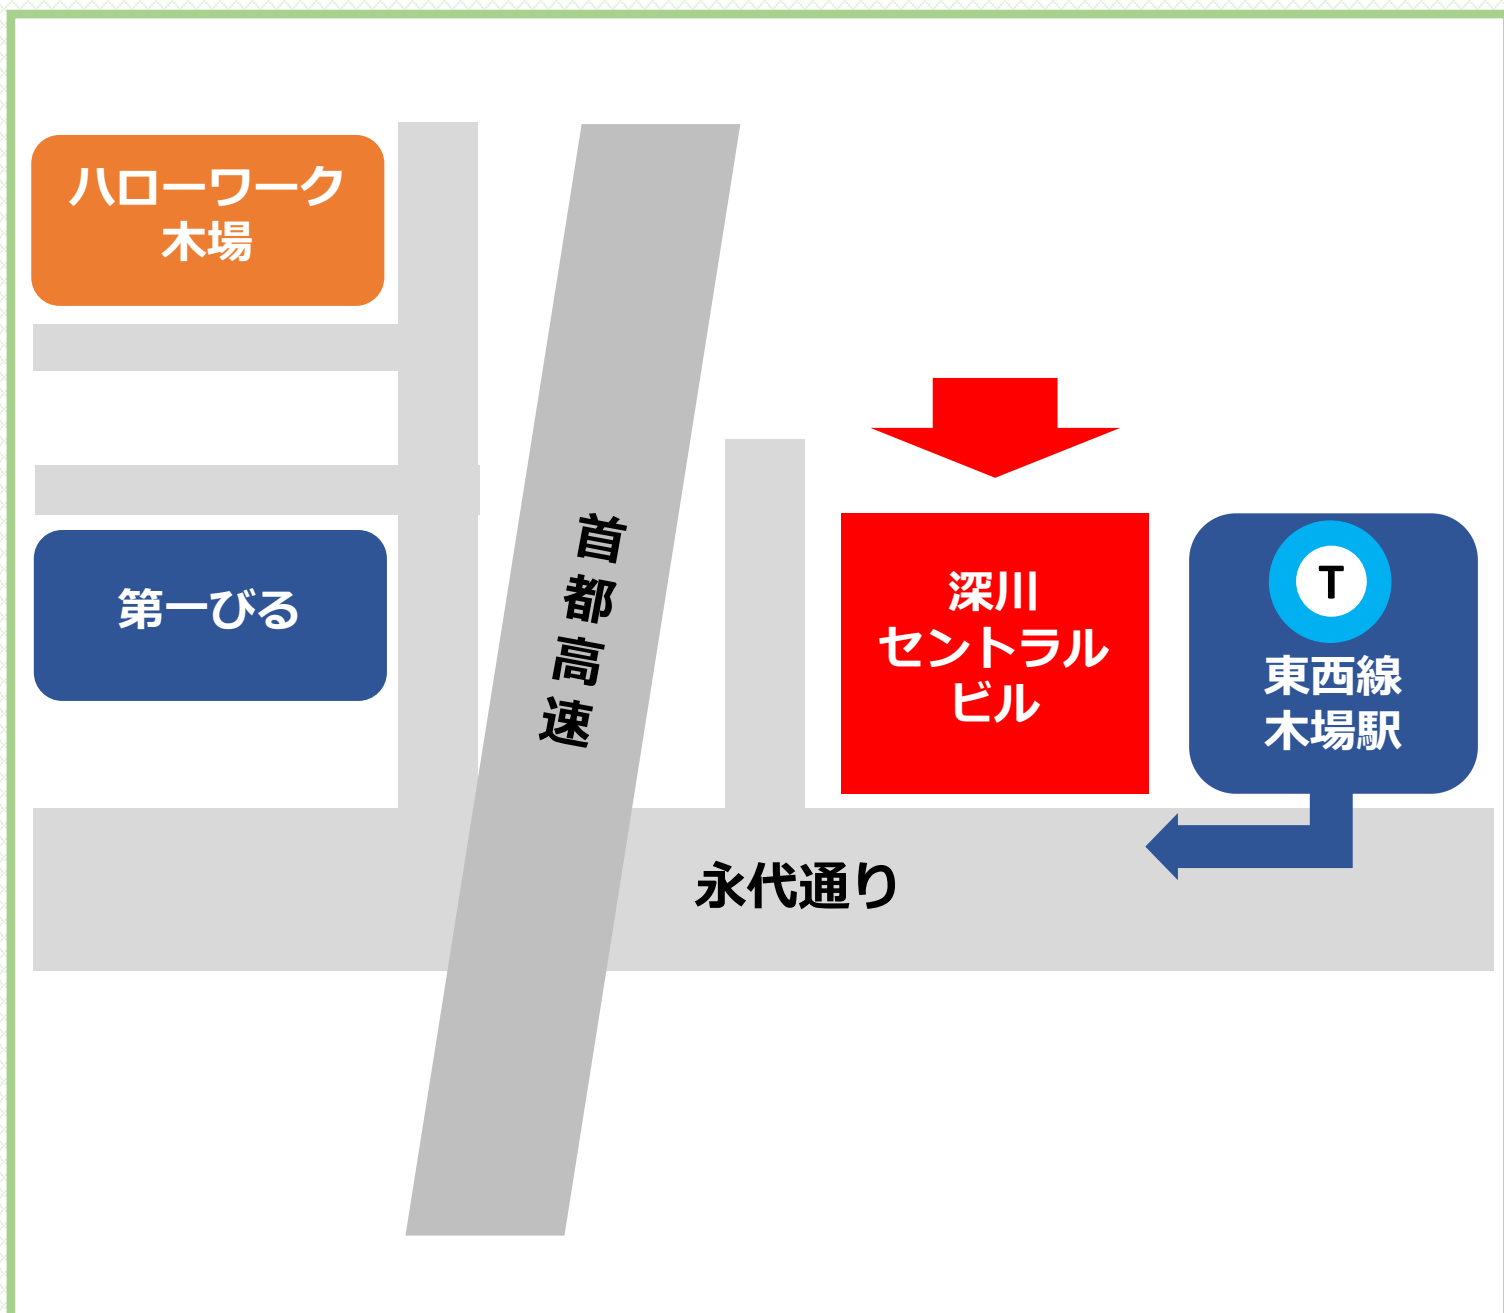 ハローワーク
木場
首都高速
第一びる
深川
セントラル
ビル
T
東西線
木場駅
永代通り